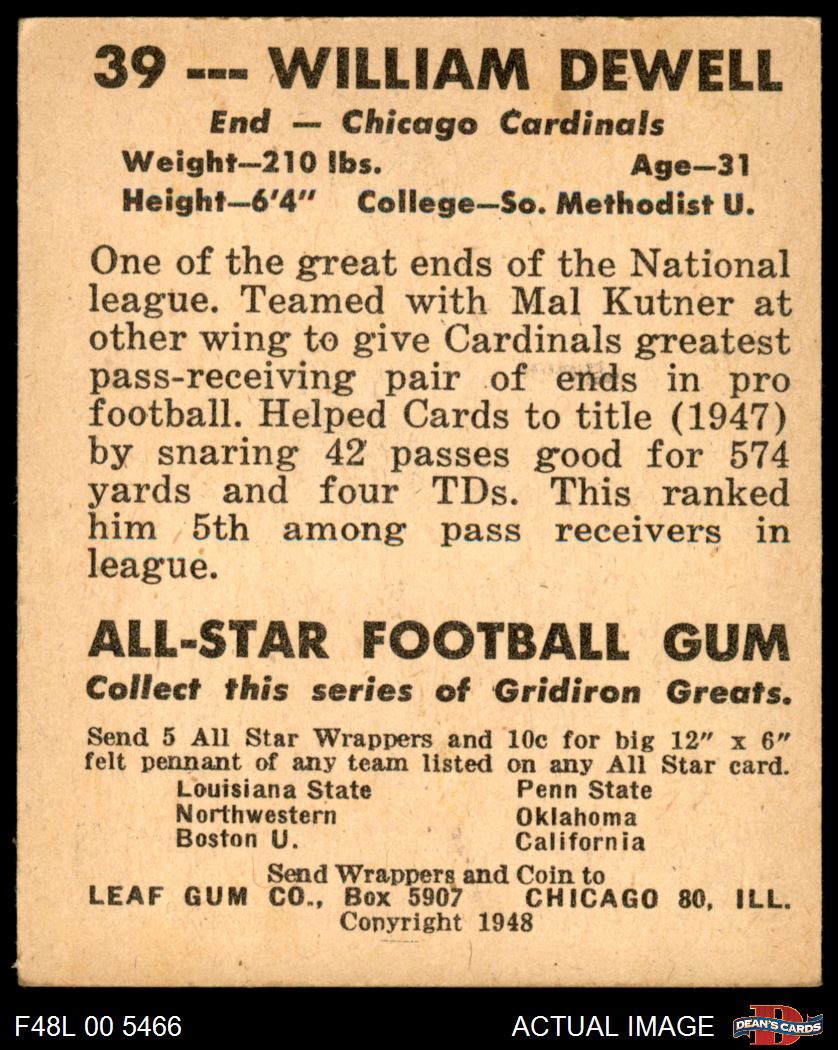 39 --- WILLIAM DEWELL
End — Chicago Cardinals
Weight—210 lbs. Age—31
Height—6'4" College—So. Methodist U.
One of the great ends of the National
league. Teamed with Mal Kutner at
other wing to give Cardinals greatest
pass-receiving pair of ends in pro
football. Helped Cards to title (1947)
by snaring 42 passes good for 574
yards and four TDs. This ranked
him 5th among pass receivers in
league.
ALL-STAR FOOTBALL GUM
Collect this series of Gridiron Greats.
Send 5 All Star Wrappers and 10c for big 12" x 6"
felt pennant of any team listed on any All Star card.
Louisiana State Penn State
Northwestern Oklahoma
Boston U. California
Send Wrappers and Coin to
LEAF GUM CO., Box 5907 CHICAGO 80, ILL.
Copyright 1948
F48L 00 5466 ACTUAL IMAGE D DEAN'S CARDS